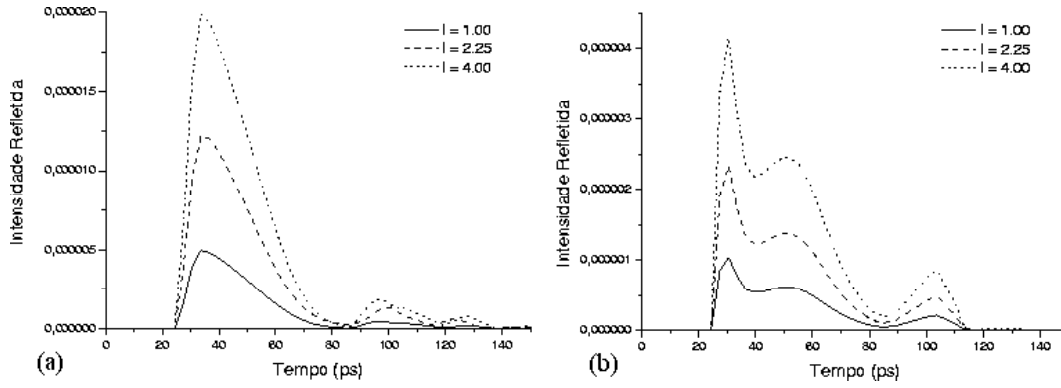 0,000020
0,000015
0,000010
0,000005
0,000000
Intensidade Refletida
I = 1.00
I = 2.25
I = 4.00
0 20 40 60 80 100 120 140
Tempo (ps)
(a)
0,000004
0,000003
0,000002
0,000001
0,000000
Intensidade Refletida
I = 1.00
I = 2.25
I = 4.00
0 20 40 60 80 100 120 140
Tempo (ps)
(b)